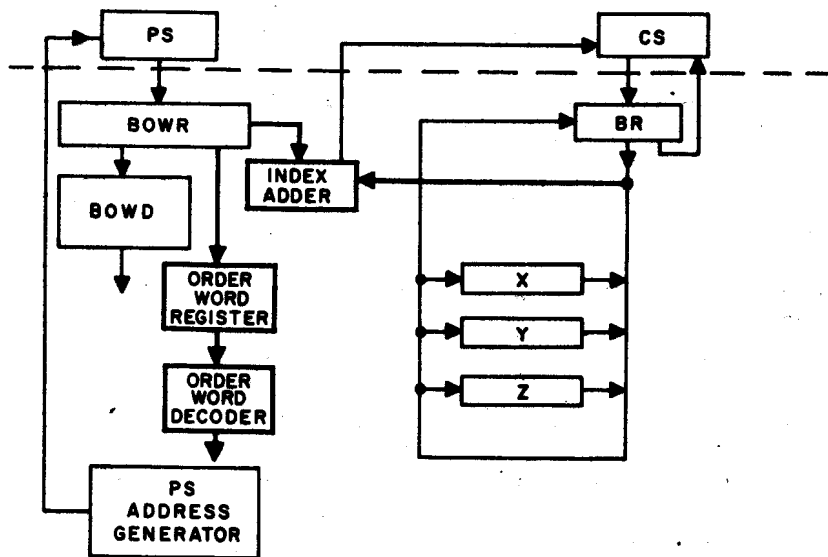 PS
CS
BOWR
BR
INDEX
ADDER
BOWD
ORDER
WORD
REGISTER
X
Y
ORDER
WORD
DECODER
Z
PS
ADDRESS
GENERATOR